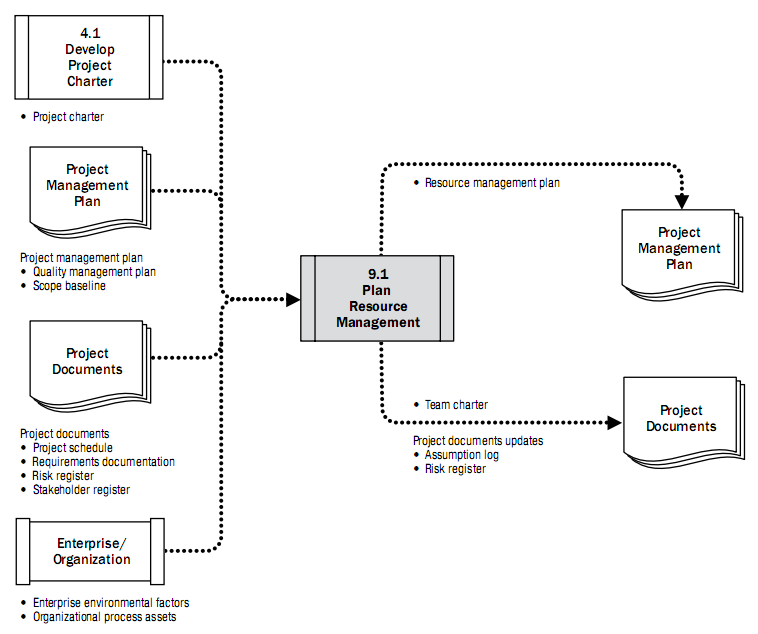 4.1
Develop
Project
Charter
• Project charter
Project
Management
Plan
Project management plan
• Quality management plan
• Scope baseline
Project
Documents
Project documents
• Project schedule
• Requirements documentation
• Risk register
• Stakeholder register
Enterprise/
Organization
• Enterprise environmental factors
• Organizational process assets
9.1
Plan
Resource
Management
• Resource management plan
Project
Management
Plan
• Team charter
Project documents updates
• Assumption log
• Risk register
Project
Documents